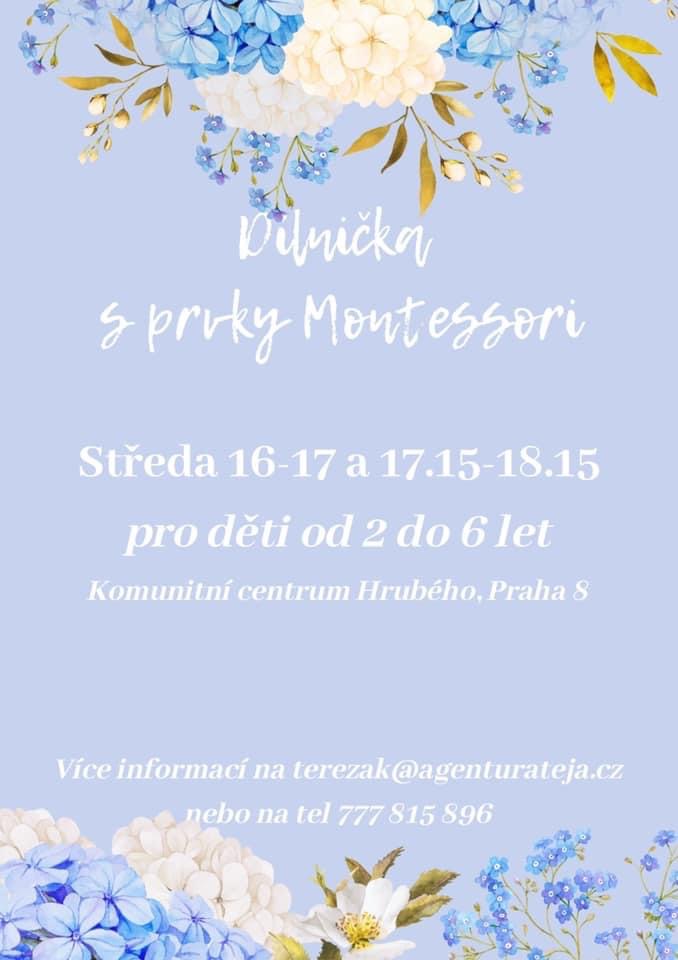 Dílnička
s prvky Montessori
Středa 16-17 a 17.15-18.15
pro děti od 2 do 6 let
Komunitní centrum Hrubého, Praha 8
Více informací na terezak@agenturateja.cz
nebo na tel 777 815 896